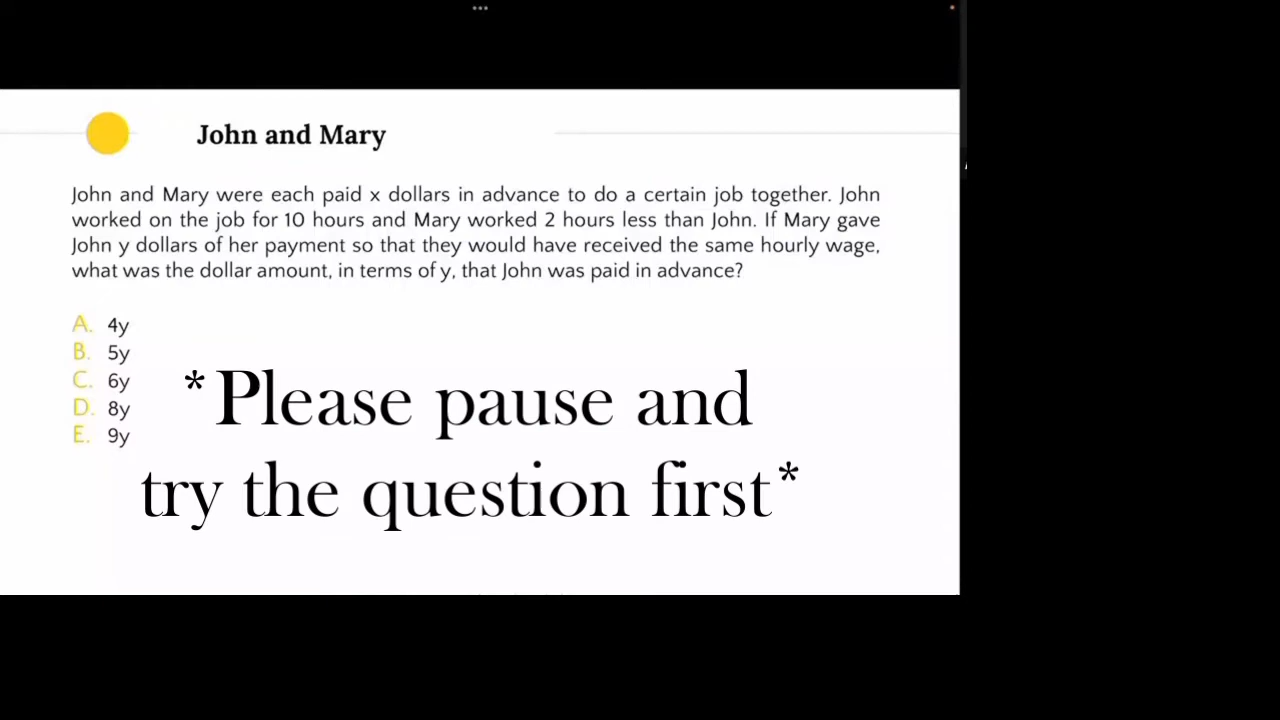 John and Mary
John and Mary were each paid x dollars in advance to do a certain job together. John
worked on the job for 10 hours and Mary worked 2 hours less than John. If Mary gave
John y dollars of her payment so that they would have received the same hourly wage,
what was the dollar amount, in terms of y, that John was paid in advance?
A. 4y
B. 5y
C. 6y
D. 8y
E. 9y
*Please pause and
try the question first*